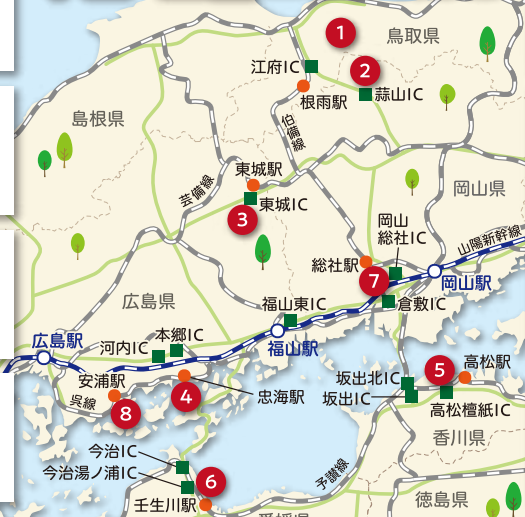 1
鳥取県
江府IC
2
蒜山IC
根雨駅
島根県
伯備線
東城駅
芸備線
東城IC
3
岡山県
岡山
総社IC
山陽新幹線
総社駅
7
岡山駅
倉敷IC
広島県
福山東IC
福山駅
広島駅
本郷IC
河内IC
安浦駅
呉線
8
4
忠海駅
坂出北IC
坂出IC
5
高松駅
高松檀紙IC
香川県
今治IC
今治湯ノ浦IC
6
壬生川駅
予讃線
徳島県
愛媛県